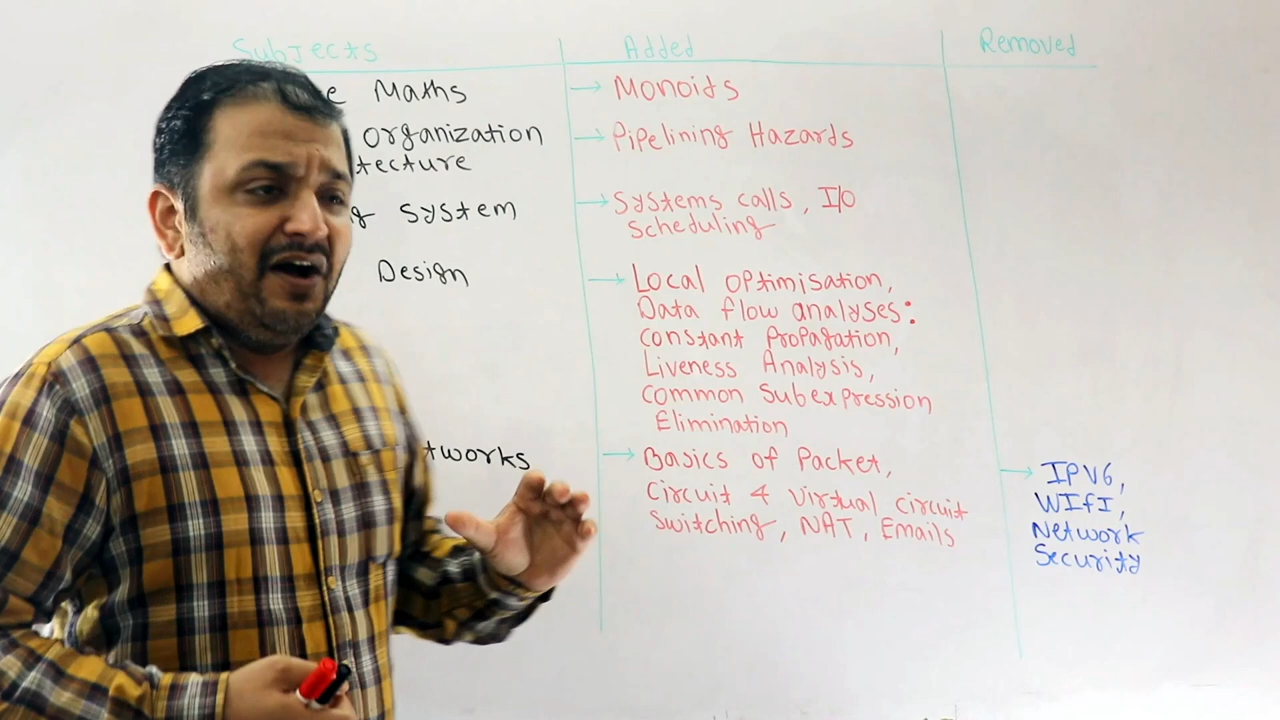 Subjects Added Removed
e Maths → Monoids
organization → Pipelining Hazards
tecture
g System → Systems calls, I/O
Scheduling
Design → Local Optimisation,
Data flow analyses:
Constant Propagation,
Liveness Analysis,
Common Subexpression
Elimination
tworks → Basics of Packet, → IPV6,
Circuit & Virtual Circuit WIfI,
Switching, NAT, Emails Network
Security